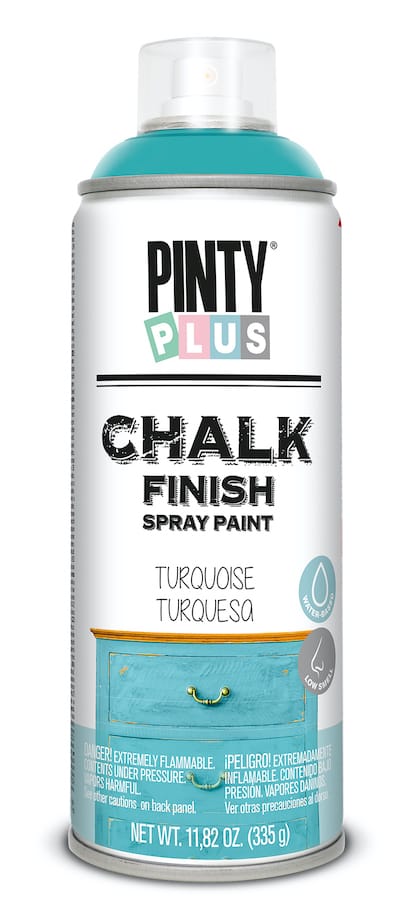 PINTY®
PLUS
CHALK
FINISH
SPRAY PAINT
TURQUOISE
TURQUESA
WATER-BASED
LOW SMELL
DANGER! EXTREMELY FLAMMABLE.
CONTENTS UNDER PRESSURE.
VAPORS HARMFUL.
See other cautions on back panel.
¡PELIGRO! EXTREMADAMENTE
INFLAMABLE. CONTENIDO BAJO
PRESIÓN. VAPORES DAÑINOS.
Ver otras precauciones al dorso.
NET WT. 11,82 OZ. (335 g)